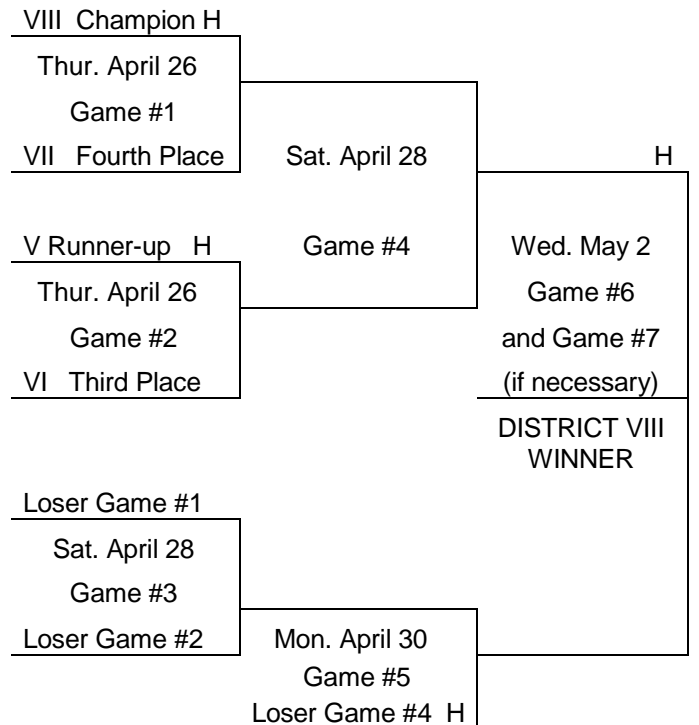 VIII Champion H
Thur. April 26
Game #1
VII Fourth Place
Sat. April 28
H
V Runner-up H
Game #4
Wed. May 2
Thur. April 26
Game #6
Game #2
and Game #7
VI Third Place
(if necessary)
DISTRICT VIII
WINNER
Loser Game #1
Sat. April 28
Game #3
Loser Game #2
Mon. April 30
Game #5
Loser Game #4 H